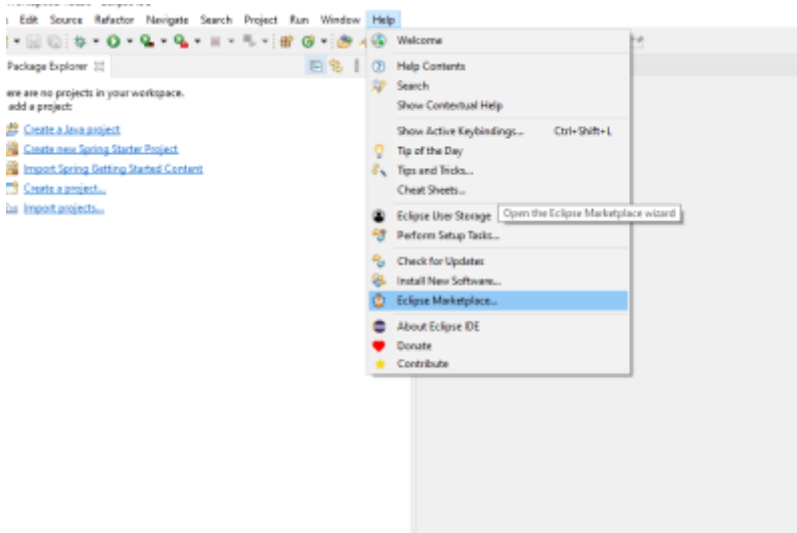 Edit Source Refactor Navigate Search Project Run Window Help
Package Explorer
ere are no projects in your workspace.
add a project:
Create a Java project
Create new Spring Starter Project
Import Spring Getting Started Content
Create a project...
Import projects...
Welcome
Help Contents
Search
Show Contextual Help
Show Active Keybindings... Ctrl+Shift+L
Tip of the Day
Tips and Tricks...
Cheat Sheets...
Eclipse User Storage
Open the Eclipse Marketplace wizard
Perform Setup Tasks...
Check for Updates
Install New Software...
Eclipse Marketplace...
About Eclipse IDE
Donate
Contribute